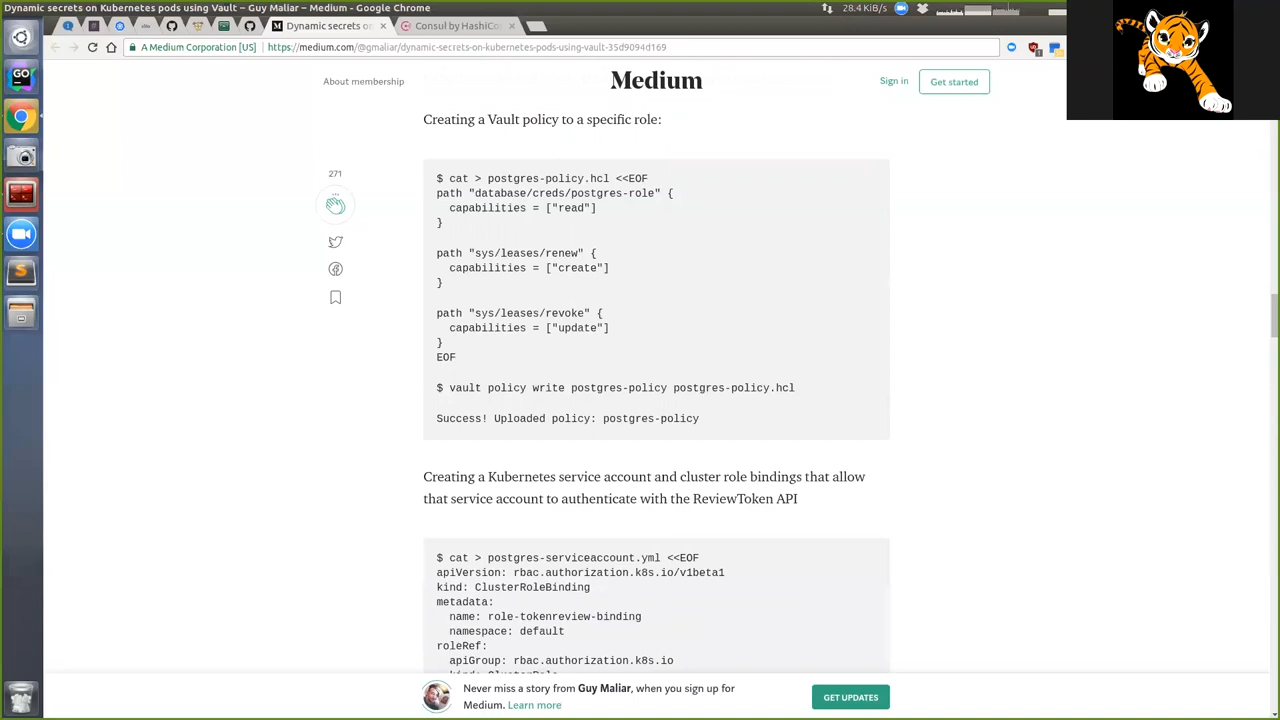 Dynamic secrets on Kubernetes pods using Vault – Guy Maliar – Medium - Google Chrome
28.4 KiB/s
Dynamic secrets on
Consul by HashiCo
A Medium Corporation [US]
https://medium.com/@gmaliar/dynamic-secrets-on-kubernetes-pods-using-vault-35d9094d169
About membership
Medium
Sign in
Get started
Creating a Vault policy to a specific role:
271
$ cat > postgres-policy.hcl <<EOF
path "database/creds/postgres-role" {
capabilities = ["read"]
}
path "sys/leases/renew" {
capabilities = ["create"]
}
path "sys/leases/revoke" {
capabilities = ["update"]
}
EOF
$ vault policy write postgres-policy postgres-policy.hcl
Success! Uploaded policy: postgres-policy
Creating a Kubernetes service account and cluster role bindings that allow
that service account to authenticate with the ReviewToken API
$ cat > postgres-serviceaccount.yml <<EOF
apiVersion: rbac.authorization.k8s.io/v1beta1
kind: ClusterRoleBinding
metadata:
name: role-tokenreview-binding
namespace: default
roleRef:
apiGroup: rbac.authorization.k8s.io
Never miss a story from Guy Maliar, when you sign up for
Medium. Learn more
GET UPDATES